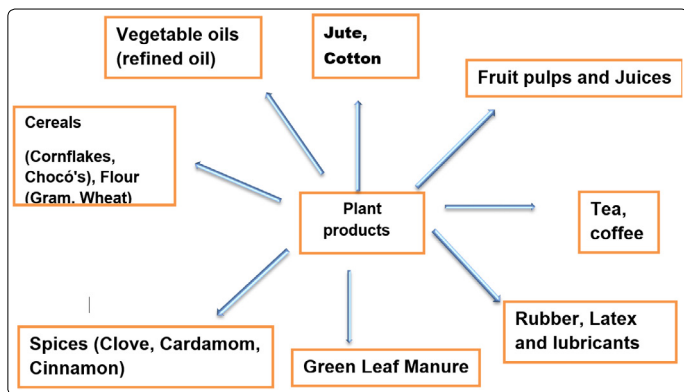 Vegetable oils
(refined oil)
Jute,
Cotton
Fruit pulps and Juices
Cereals
(Cornflakes,
Chocó's), Flour
(Gram, Wheat)
Plant
products
Tea,
coffee
Spices (Clove, Cardamom,
Cinnamon)
Green Leaf Manure
Rubber, Latex
and lubricants